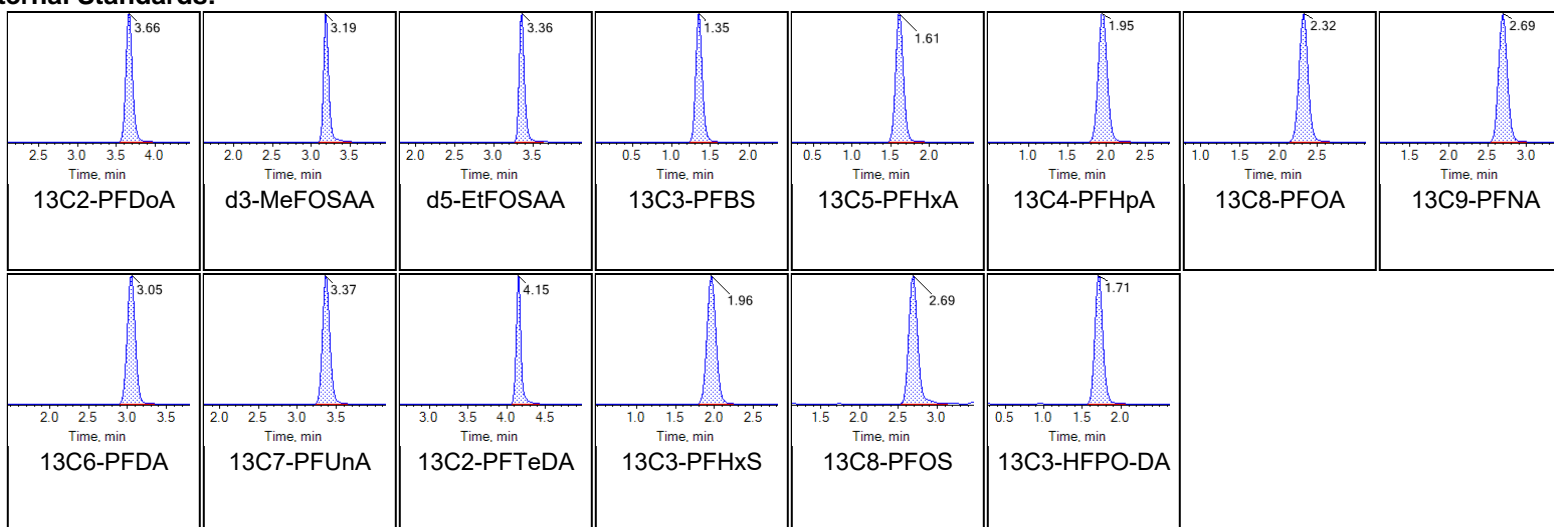 ternal Standards:
3.66
2.5 3.0 3.5 4.0
Time, min
13C2-PFDoA
3.19
2.0 2.5 3.0 3.5
Time, min
d3-MeFOSAA
3.36
2.0 2.5 3.0 3.5
Time, min
d5-EtFOSAA
1.35
0.5 1.0 1.5 2.0
Time, min
13C3-PFBS
1.61
0.5 1.0 1.5 2.0
Time, min
13C5-PFHxA
1.95
1.0 1.5 2.0 2.5
Time, min
13C4-PFHpA
2.32
1.0 1.5 2.0 2.5
Time, min
13C8-PFOA
2.69
1.5 2.0 2.5 3.0
Time, min
13C9-PFNA
3.05
2.0 2.5 3.0 3.5
Time, min
13C6-PFDA
3.37
2.0 2.5 3.0 3.5
Time, min
13C7-PFUnA
4.15
3.0 3.5 4.0 4.5
Time, min
13C2-PFTeDA
1.96
1.0 1.5 2.0 2.5
Time, min
13C3-PFHxS
2.69
1.5 2.0 2.5 3.0
Time, min
13C8-PFOS
1.71
0.5 1.0 1.5 2.0
Time, min
13C3-HFPO-DA